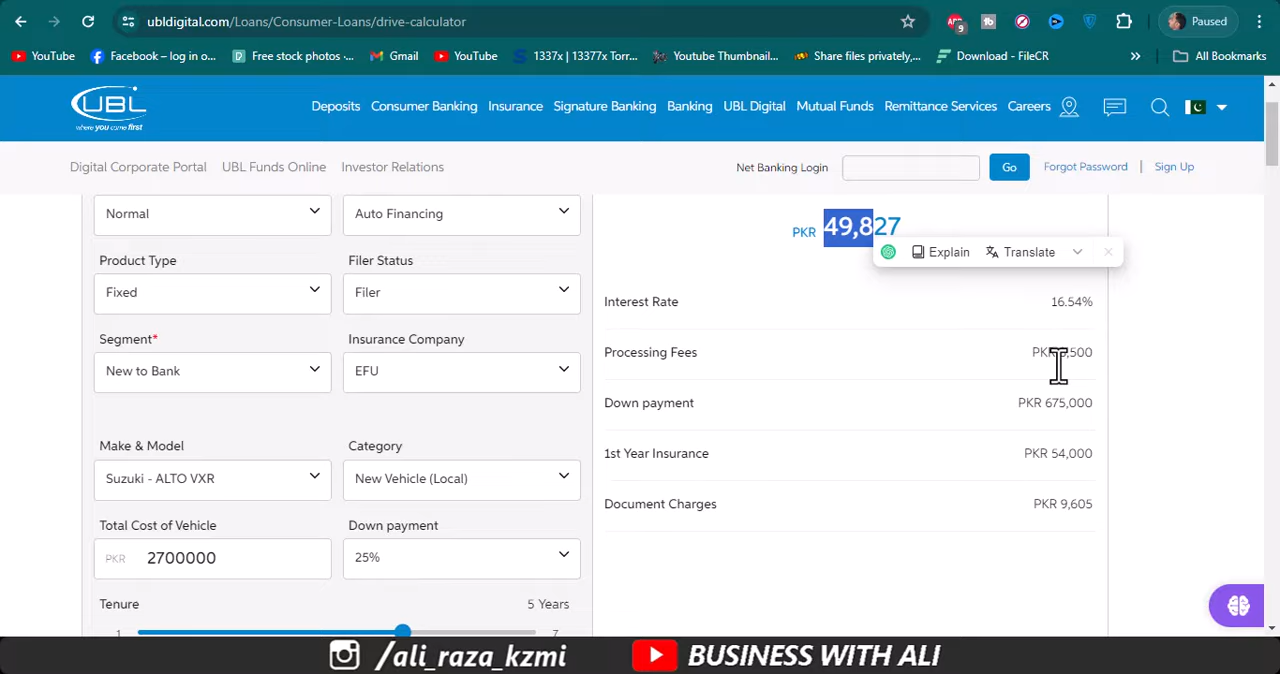 ubldigital.com/Loans/Consumer-Loans/drive-calculator
9
Paused
YouTube
Facebook – log in o...
Free stock photos -...
Gmail
YouTube
1337x | 13377x Torr...
Youtube Thumbnail...
Share files privately,...
Download - FileCR
»
All Bookmarks
UBL
where you come first
Deposits
Consumer Banking
Insurance
Signature Banking
Banking
UBL Digital
Mutual Funds
Remittance Services
Careers
Digital Corporate Portal
UBL Funds Online
Investor Relations
Net Banking Login
Go
Forgot Password
|
Sign Up
Normal
Auto Financing
PKR 49,827
Explain
Translate
Product Type
Filer Status
Fixed
Filer
Interest Rate
16.54%
Segment*
Insurance Company
New to Bank
EFU
Processing Fees
Down payment
PKR 675,000
Make & Model
Category
1st Year Insurance
PKR 54,000
Suzuki - ALTO VXR
New Vehicle (Local)
Document Charges
PKR 9,605
Total Cost of Vehicle
Down payment
PKR 2700000
25%
Tenure
5 Years
1
7
/ali_raza_kzmi
BUSINESS WITH ALI